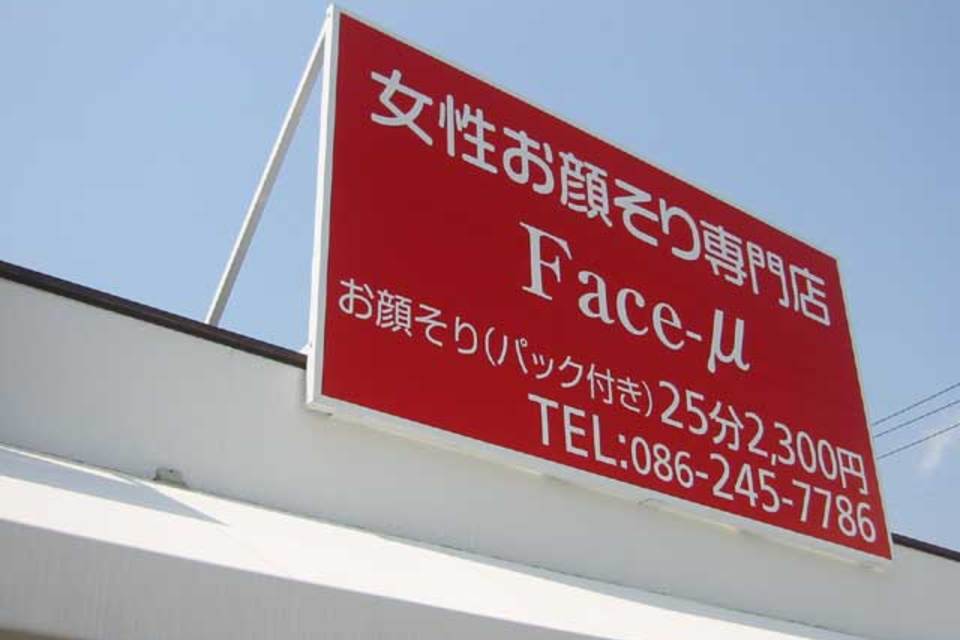 女性お顔そり専門店
Face-μ
お顔そり(パック付き)25分2,300円
TEL:086-245-7786